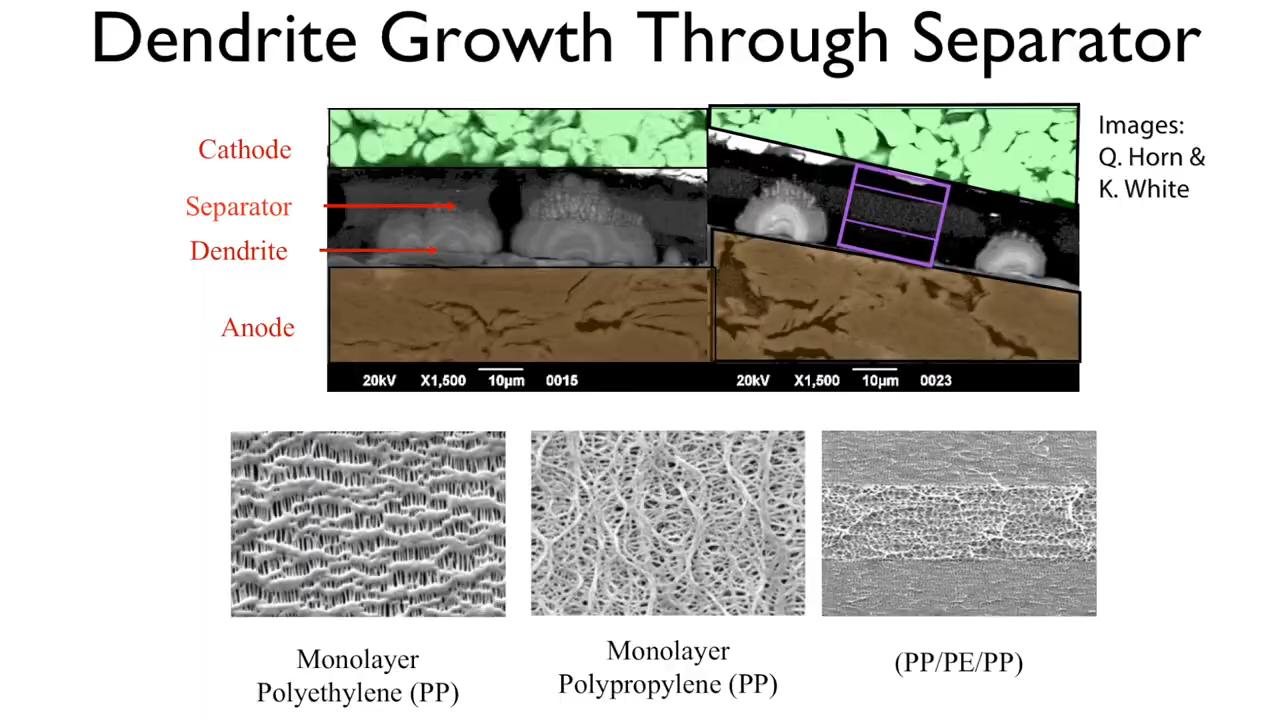 Dendrite Growth Through Separator
Cathode
Separator
Dendrite
Anode
Images:
Q. Horn &
K. White
20kV X1,500 10μm 0015
20kV X1,500 10μm 0023
Monolayer
Polyethylene (PP)
Monolayer
Polypropylene (PP)
(PP/PE/PP)